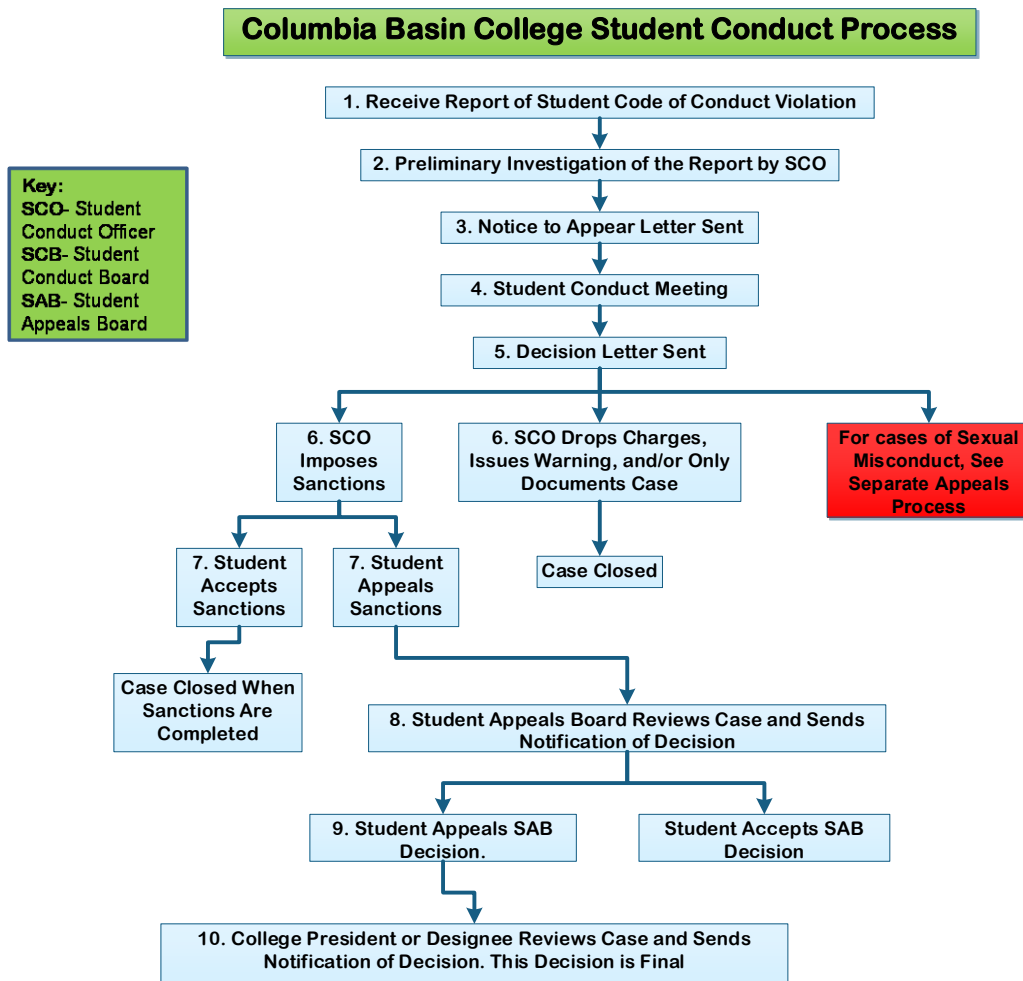 Columbia Basin College Student Conduct Process
1. Receive Report of Student Code of Conduct Violation
2. Preliminary Investigation of the Report by SCO
Key:
SCO- Student
Conduct Officer
SCB- Student
Conduct Board
SAB- Student
Appeals Board
3. Notice to Appear Letter Sent
4. Student Conduct Meeting
5. Decision Letter Sent
6. SCO
Imposes
Sanctions
6. SCO Drops Charges,
Issues Warning, and/or Only
Documents Case
For cases of Sexual
Misconduct, See
Separate Appeals
Process
7. Student
Accepts
Sanctions
7. Student
Appeals
Sanctions
Case Closed
Case Closed When
Sanctions Are
Completed
8. Student Appeals Board Reviews Case and Sends
Notification of Decision
9. Student Appeals SAB
Decision.
Student Accepts SAB
Decision
10. College President or Designee Reviews Case and Sends
Notification of Decision. This Decision is Final